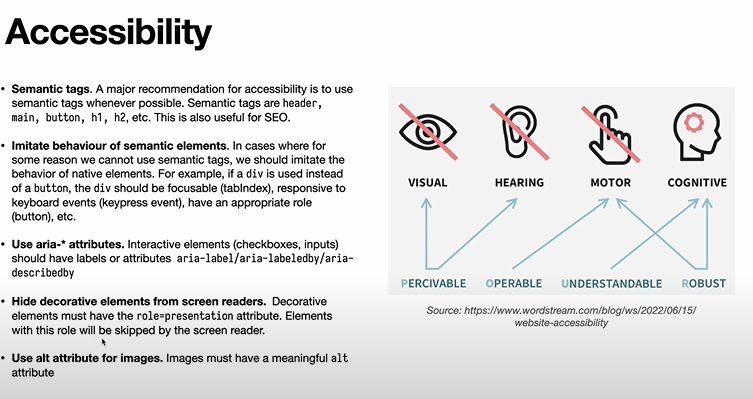 Accessibility
• Semantic tags. A major recommendation for accessibility is to use
semantic tags whenever possible. Semantic tags are header,
main, button, h1, h2, etc. This is also useful for SEO.
• Imitate behaviour of semantic elements. In cases where for
some reason we cannot use semantic tags, we should imitate the
behavior of native elements. For example, if a div is used instead
of a button, the div should be focusable (tabIndex), responsive to
keyboard events (keypress event), have an appropriate role
(button), etc.
• Use aria-* attributes. Interactive elements (checkboxes, inputs)
should have labels or attributes aria-label/aria-labeledby/aria-
describedby
• Hide decorative elements from screen readers. Decorative
elements must have the role=presentation attribute. Elements
with this role will be skipped by the screen reader.
• Use alt attribute for images. Images must have a meaningful alt
attribute
VISUAL HEARING MOTOR COGNITIVE
PERCIVABLE OPERABLE UNDERSTANDABLE ROBUST
Source: https://www.wordstream.com/blog/ws/2022/06/15/
website-accessibility